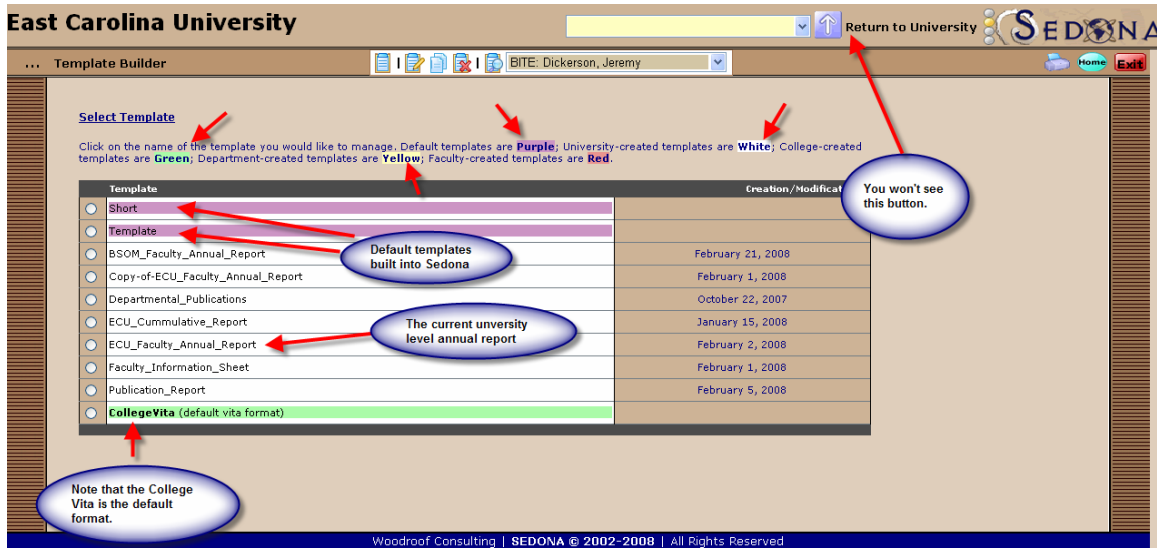 East Carolina University
Return to University
SEDONA
... Template Builder
BITE: Dickerson, Jeremy
Home
Exit
Select Template
Click on the name of the template you would like to manage. Default templates are Purple; University-created templates are White; College-created
templates are Green; Department-created templates are Yellow; Faculty-created templates are Red.
You won't see
this button.
Template
Creation/Modificat
Short
Template
Default templates
built into Sedona
BSOM_Faculty_Annual_Report
February 21, 2008
Copy-of-ECU_Faculty_Annual_Report
February 1, 2008
Departmental_Publications
October 22, 2007
ECU_Cummulative_Report
January 15, 2008
The current unversity
level annual report
ECU_Faculty_Annual_Report
February 2, 2008
Faculty_Information_Sheet
February 1, 2008
Publication_Report
February 5, 2008
CollegeVita (default vita format)
Note that the College
Vita is the default
format.
Woodroof Consulting | SEDONA © 2002-2008 | All Rights Reserved